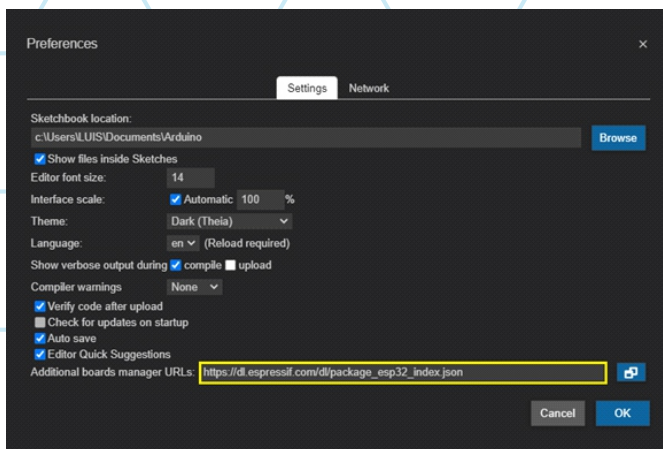 Preferences
Settings Network
Sketchbook location:
c:\Users\LUIS\Documents\Arduino Browse
Show files inside Sketches
Editor font size: 14
Interface scale: Automatic 100 %
Theme: Dark (Theia)
Language: en (Reload required)
Show verbose output during compile upload
Compiler warnings None
Verify code after upload
Check for updates on startup
Auto save
Editor Quick Suggestions
Additional boards manager URLs: https://dl.espressif.com/dl/package_esp32_index.json
Cancel OK